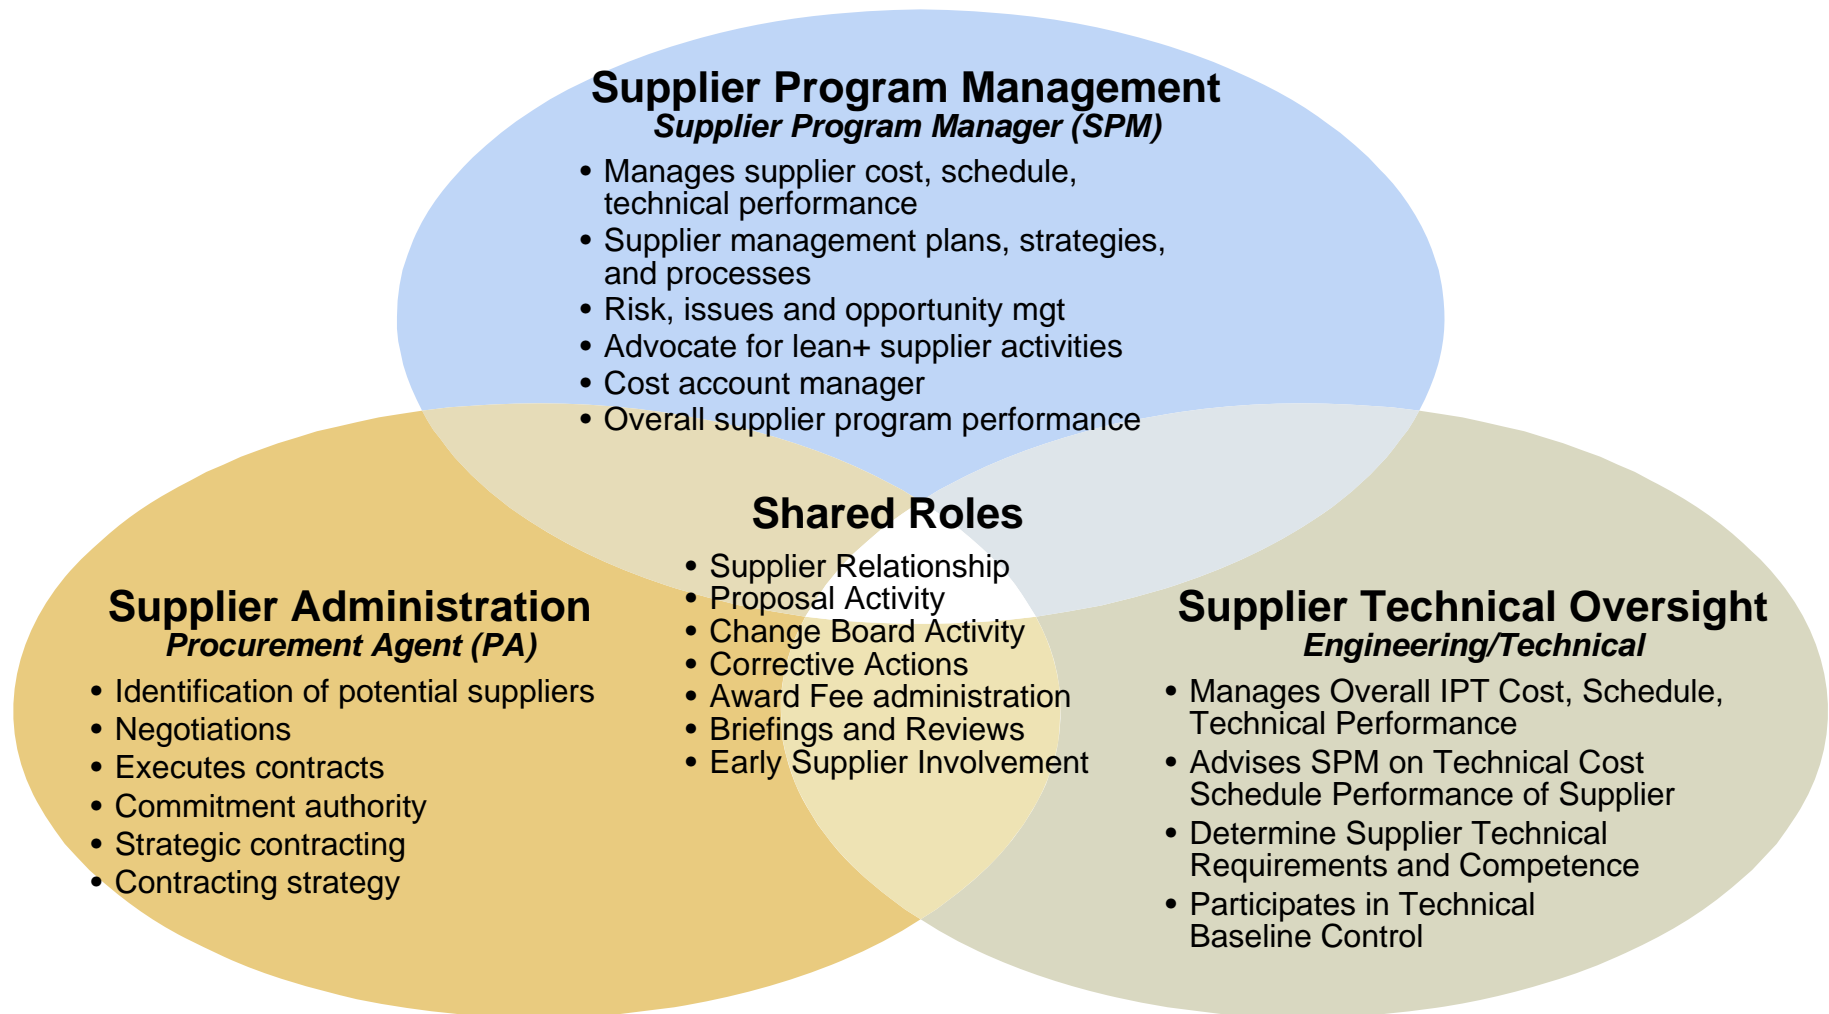 Supplier Program Management
Supplier Program Manager (SPM)
• Manages supplier cost, schedule,
technical performance
• Supplier management plans, strategies,
and processes
• Risk, issues and opportunity mgt
• Advocate for lean+ supplier activities
• Cost account manager
• Overall supplier program performance
Shared Roles
• Supplier Relationship
• Proposal Activity
• Change Board Activity
• Corrective Actions
• Award Fee administration
• Briefings and Reviews
• Early Supplier Involvement
Supplier Administration
Procurement Agent (PA)
• Identification of potential suppliers
• Negotiations
• Executes contracts
• Commitment authority
• Strategic contracting
• Contracting strategy
Supplier Technical Oversight
Engineering/Technical
• Manages Overall IPT Cost, Schedule,
Technical Performance
• Advises SPM on Technical Cost
Schedule Performance of Supplier
• Determine Supplier Technical
Requirements and Competence
• Participates in Technical
Baseline Control